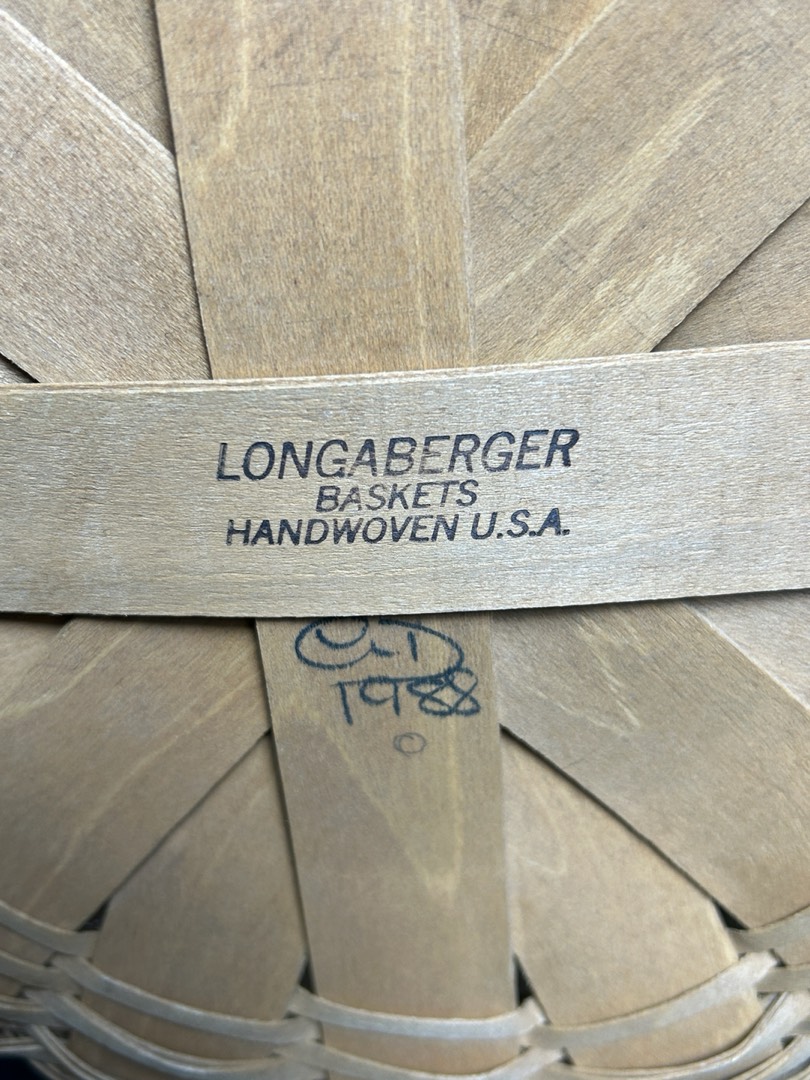 LONGABERGER
BASKETS
HANDWOVEN U.S.A.
1988
©